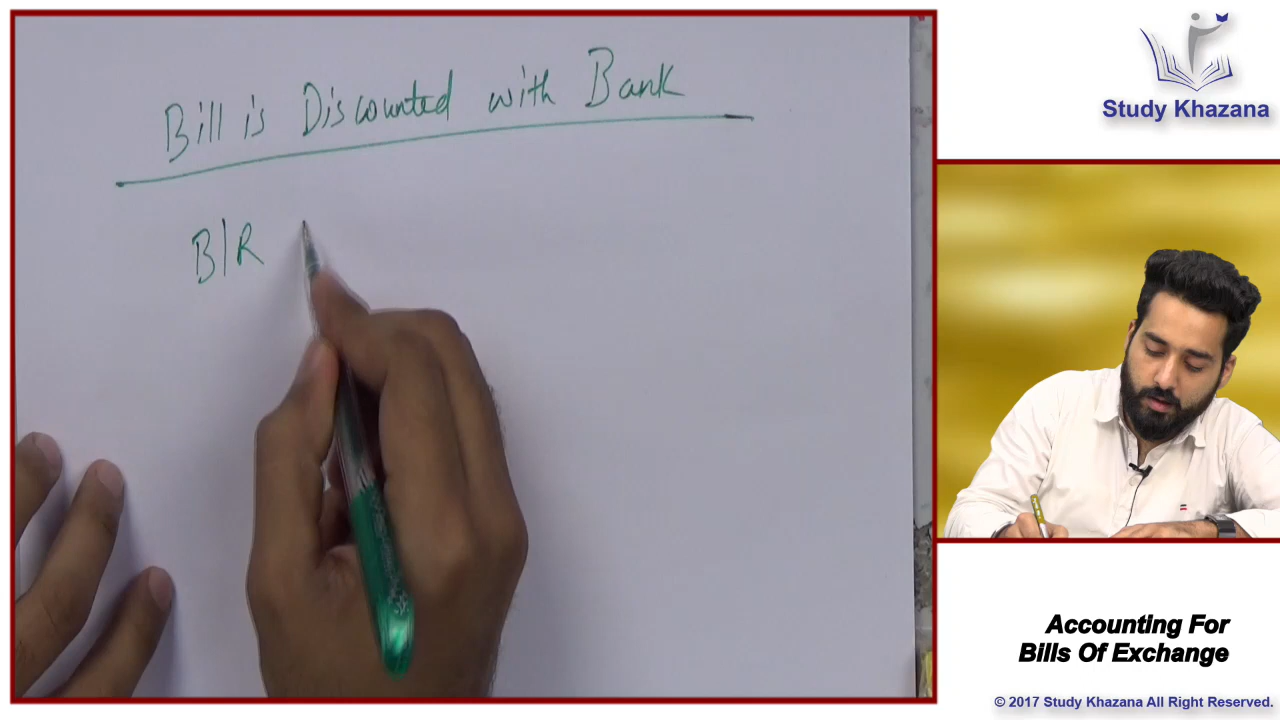 Bill is Discounted with Bank
B/R
Study Khazana
Accounting For
Bills Of Exchange
© 2017 Study Khazana All Right Reserved.